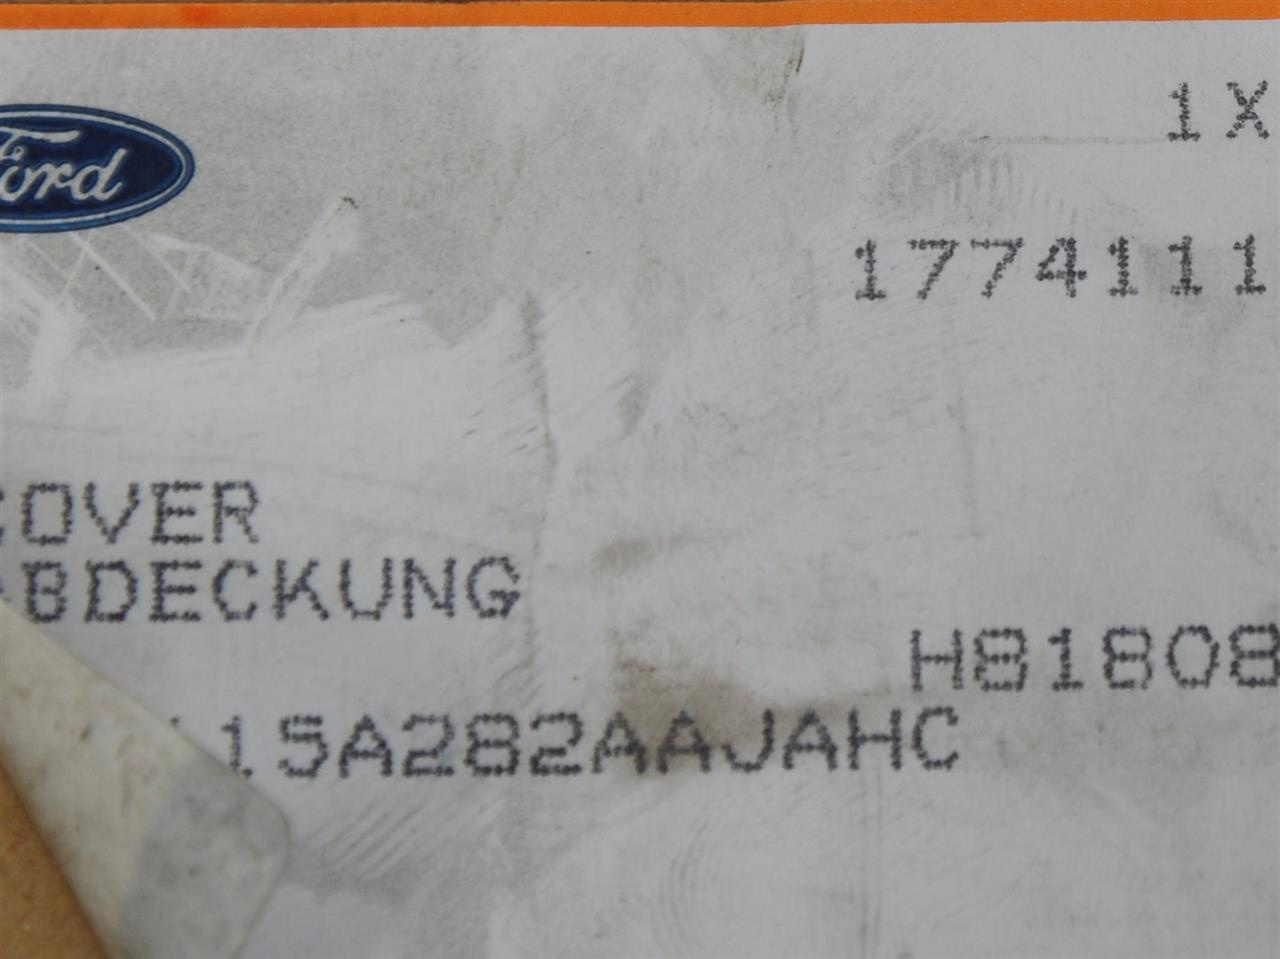 Ford
1X
1774111
COVER
ABDECKUNG
H81808
15A282AAJAHC